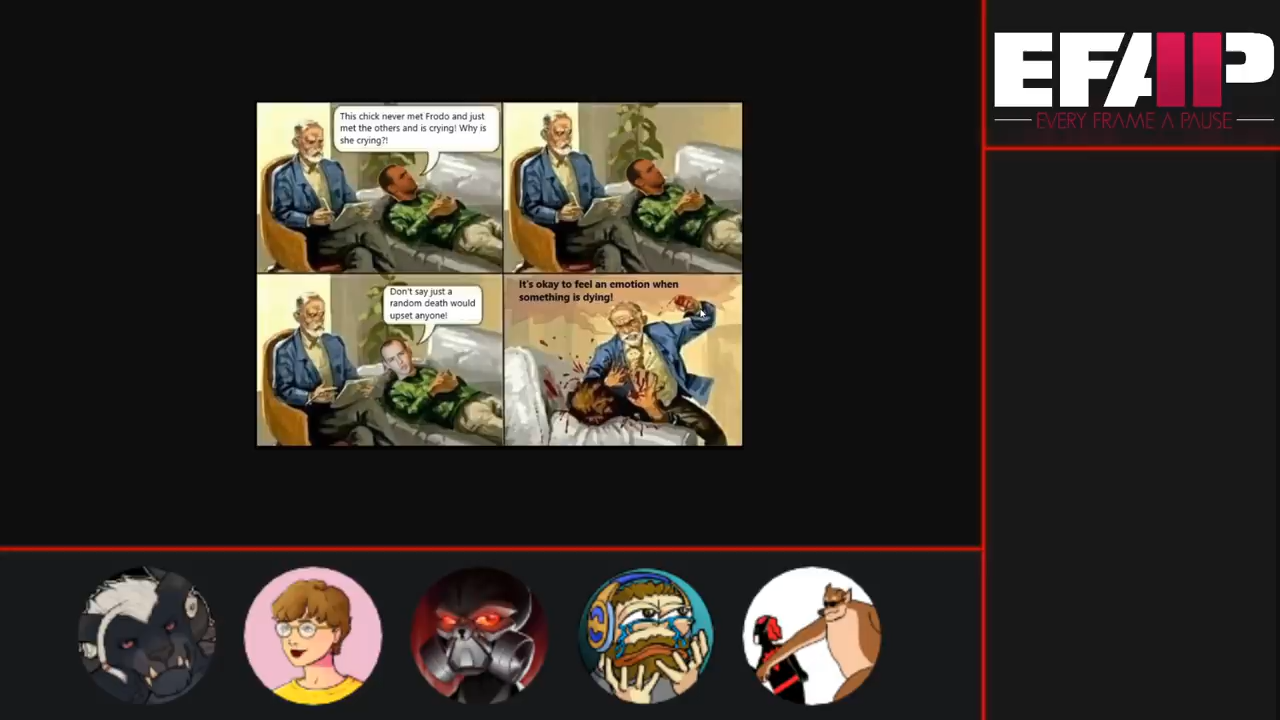 This chick never met Frodo and just
met the others and is crying! Why is
she crying?!
Don't say just a
random death would
upset anyone!
It's okay to feel an emotion when
something is dying!
EFAP
EVERY FRAME A PAUSE